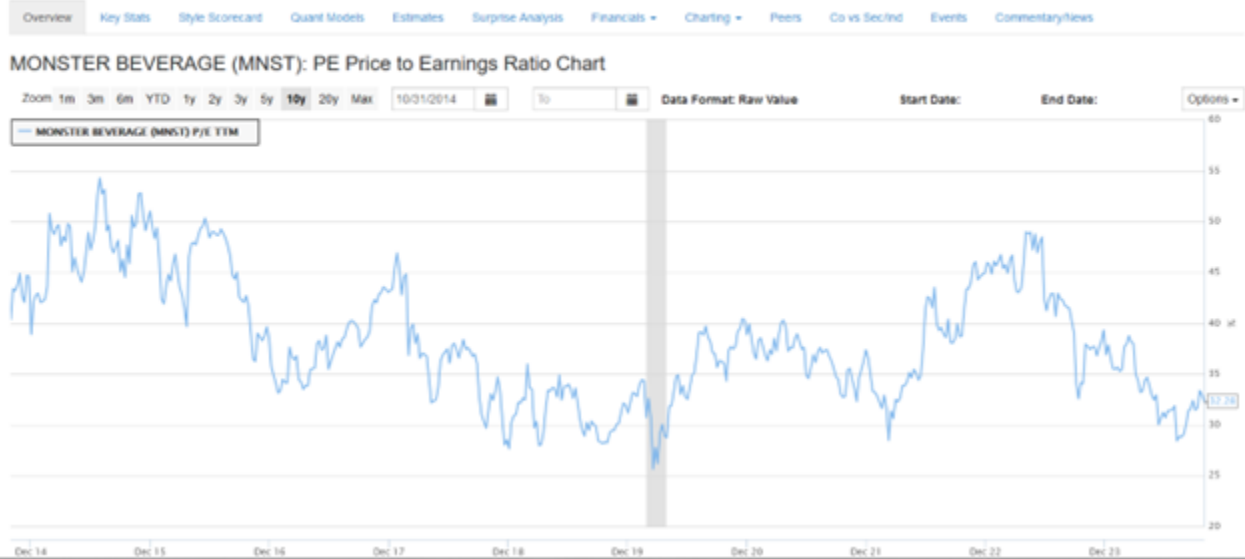 Overview Key Stats Style Scorecard Quant Models Estimates Surprise Analysis Financials Charting Peers Co vs Sec/Ind Events Commentary/News
MONSTER BEVERAGE (MNST): PE Price to Earnings Ratio Chart
Zoom 1m 3m 6m YTD 1y 2y 3y 5y 10y 20y Max 10/31/2014 To Data Format: Raw Value Start Date: End Date: Options
MONSTER BEVERAGE (MNST) P/E TTM
60
55
50
45
40
35
32.28
30
25
20
Dec 14 Dec 15 Dec 16 Dec 17 Dec 18 Dec 19 Dec 20 Dec 21 Dec 22 Dec 23